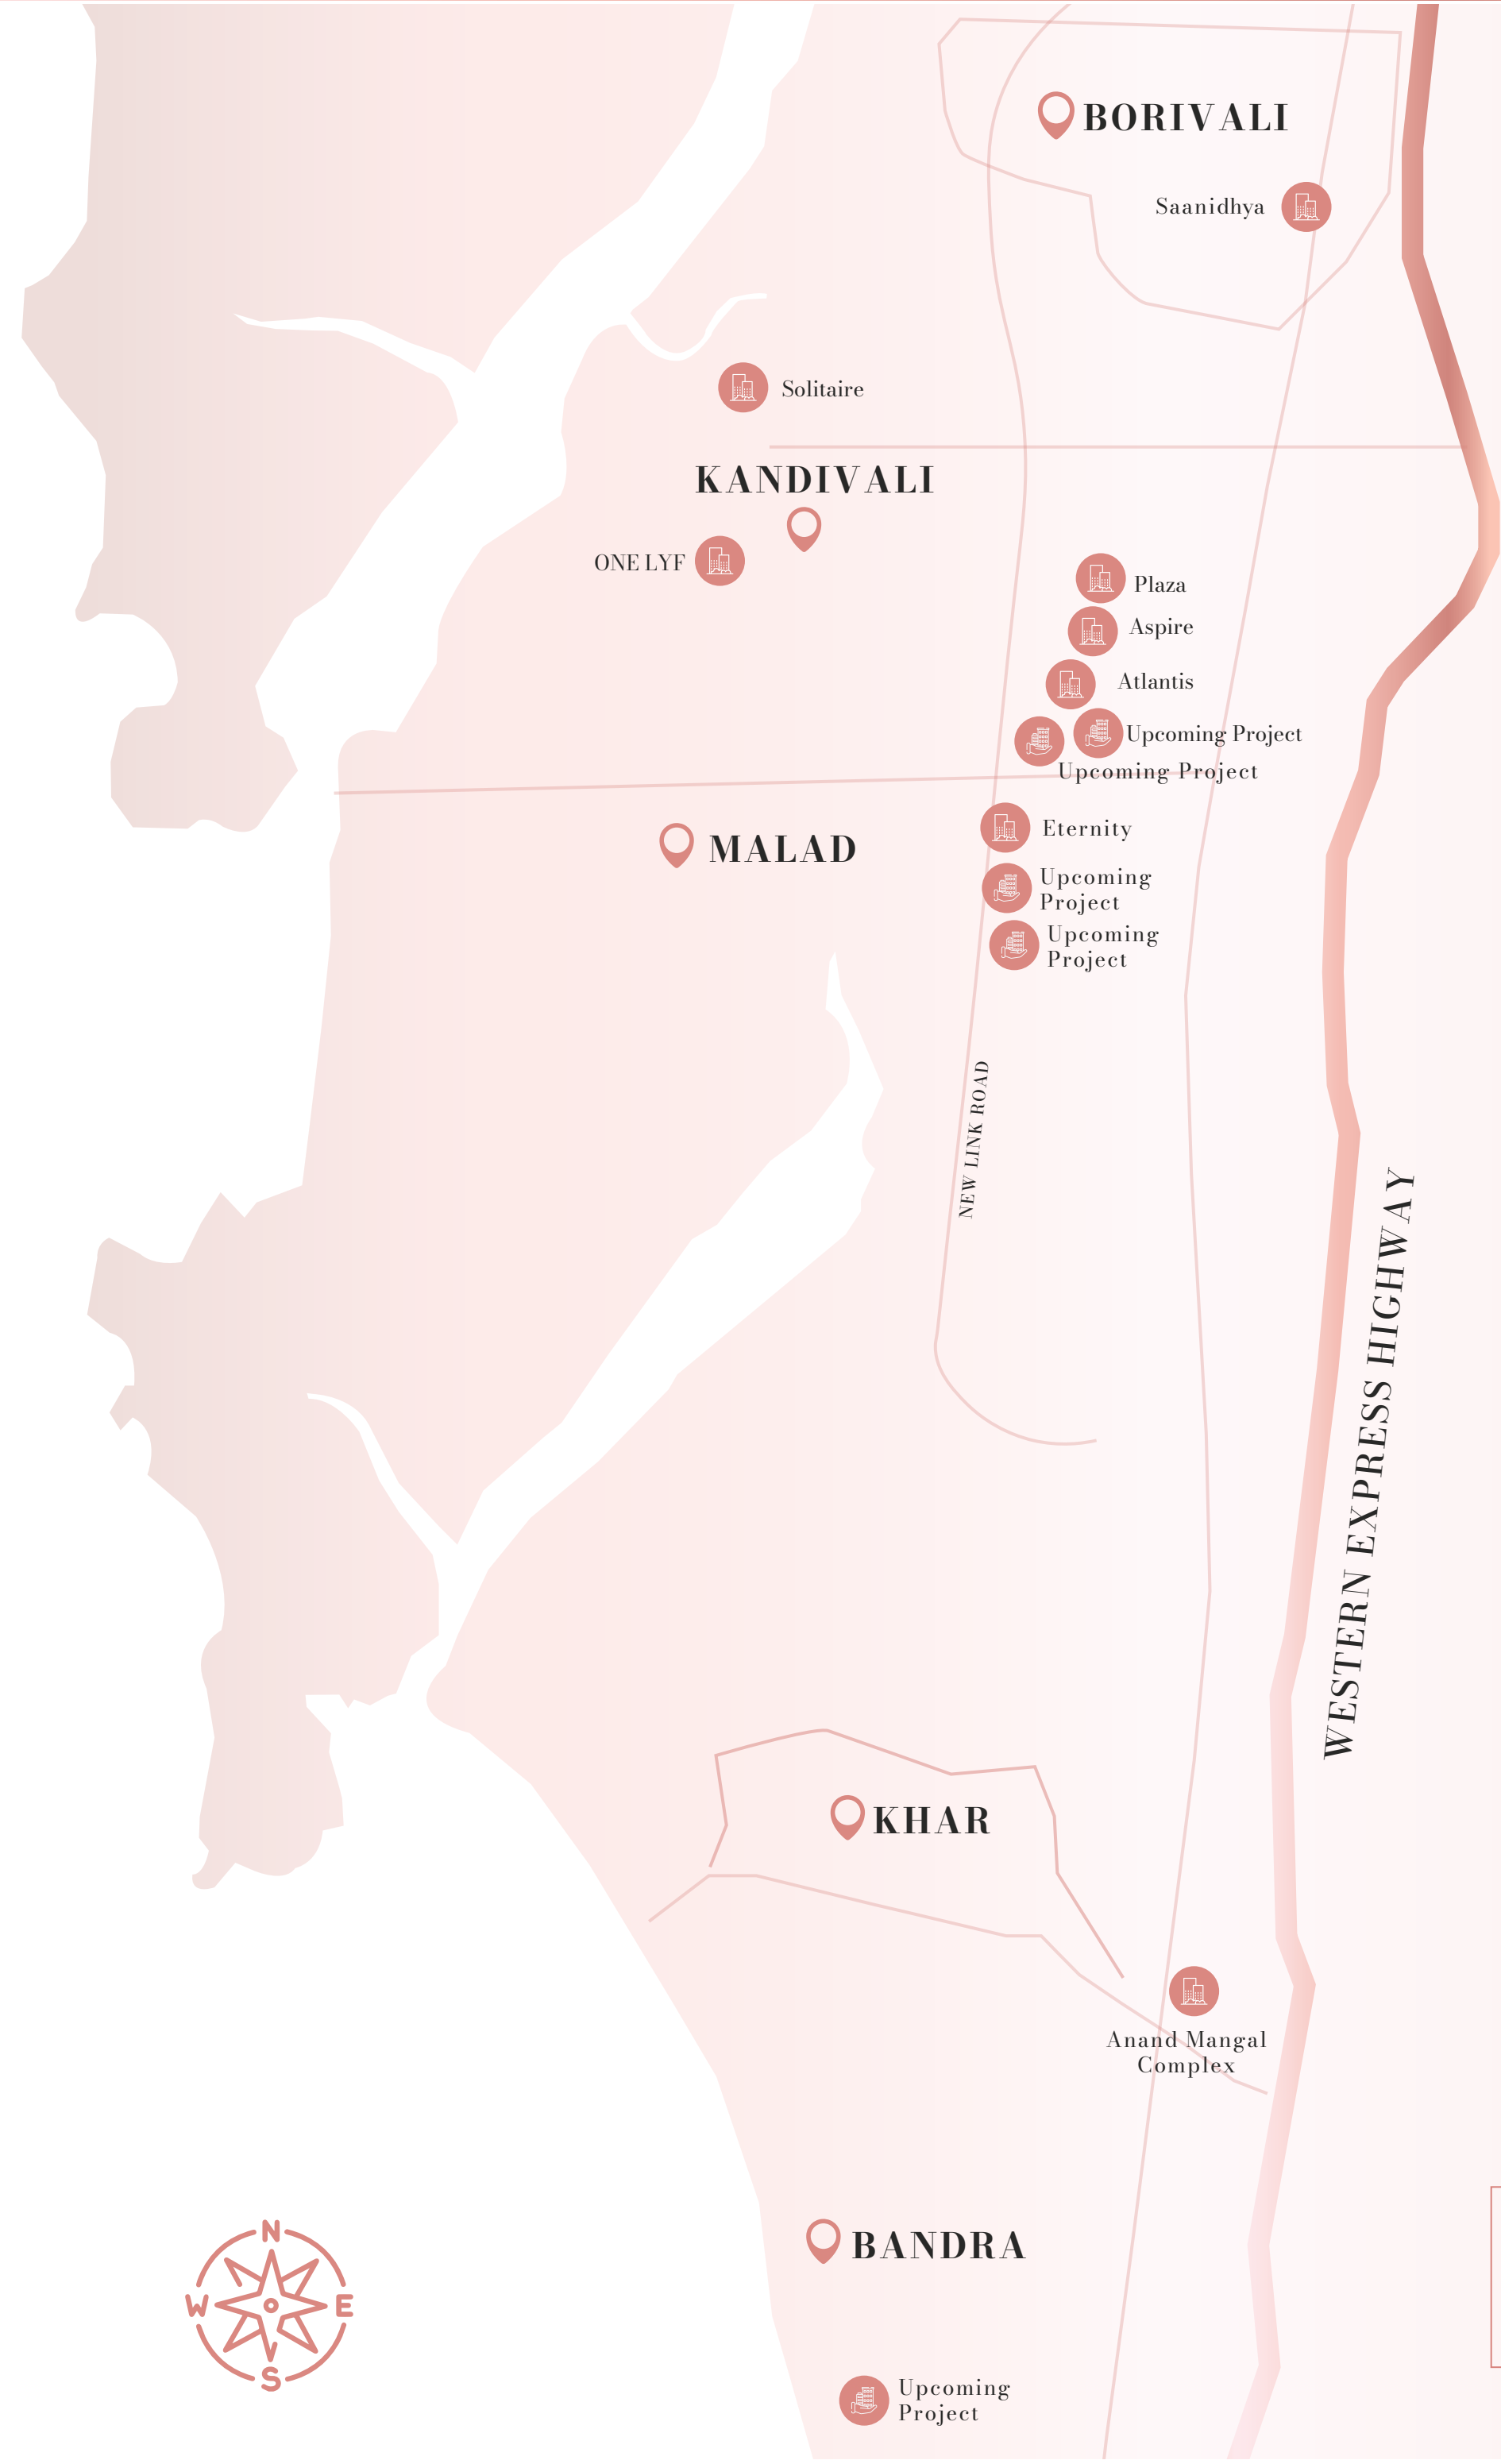 BORIVALI
Saanidhya
Solitaire
KANDIVALI
ONE LYF
Plaza
Aspire
Atlantis
Upcoming Project
Upcoming Project
MALAD
Eternity
Upcoming
Project
Upcoming
Project
NEW LINK ROAD
WESTERN EXPRESS HIGHWAY
KHAR
Anand Mangal
Complex
BANDRA
N
W E
S
Upcoming
Project